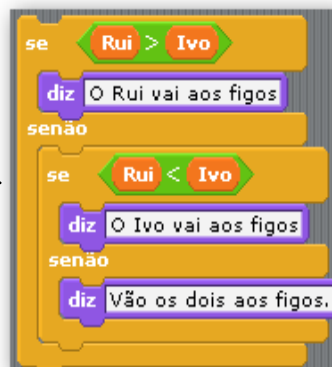 se Rui > Ivo
diz O Rui vai aos figos
senão
se Rui < Ivo
diz O Ivo vai aos figos
senão
diz Vão os dois aos figos.